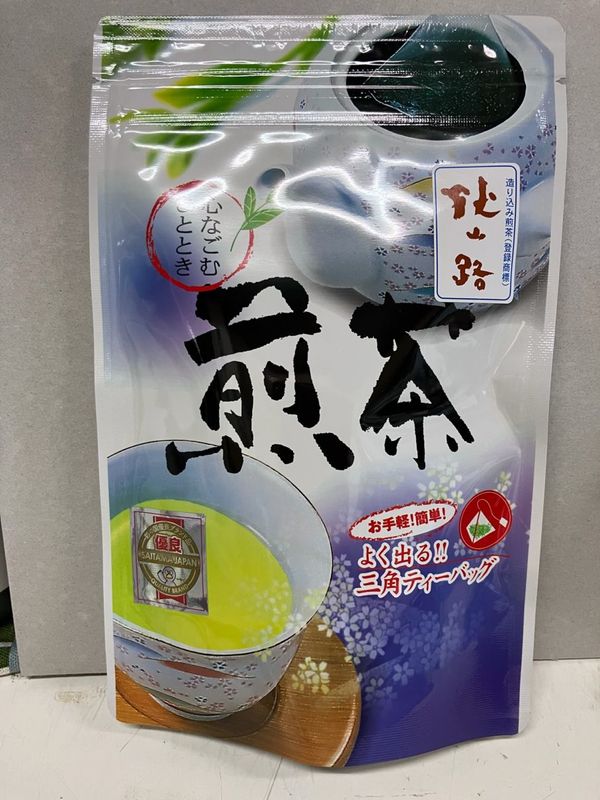 心なごむ
ひととき
造り込み煎茶(登録商標)
狭山路
煎茶
お手軽!簡単!
よく出る!!
三角ティーバッグ
優良
SAITAMA JAPAN
QUALITY BRAND